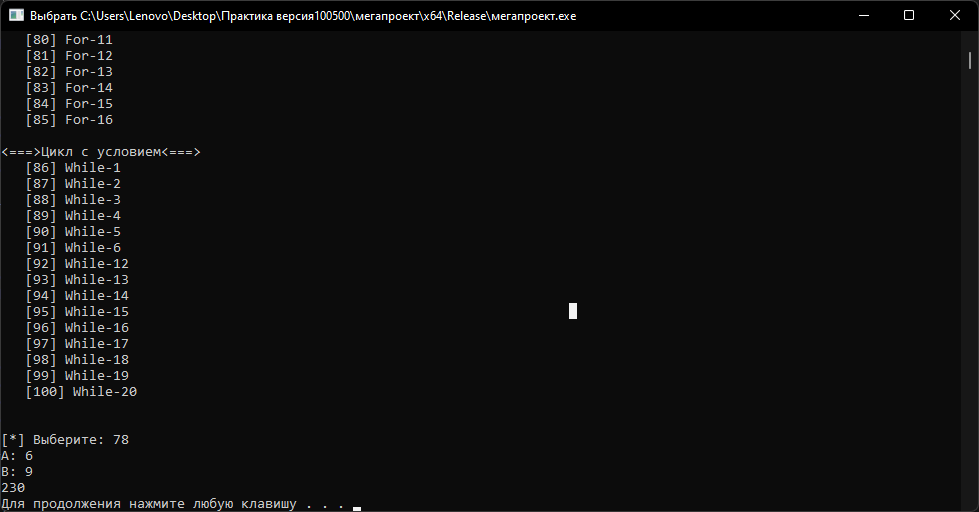 Выбрать C:\Users\Lenovo\Desktop\Практика версия100500\мегапроект\x64\Release\мегапроект.exe
[80] For-11
[81] For-12
[82] For-13
[83] For-14
[84] For-15
[85] For-16
<===>Цикл с условием<===>
[86] While-1
[87] While-2
[88] While-3
[89] While-4
[90] While-5
[91] While-6
[92] While-12
[93] While-13
[94] While-14
[95] While-15
[96] While-16
[97] While-17
[98] While-18
[99] While-19
[100] While-20
[*] Выберите: 78
A: 6
B: 9
230
Для продолжения нажмите любую клавишу . . .